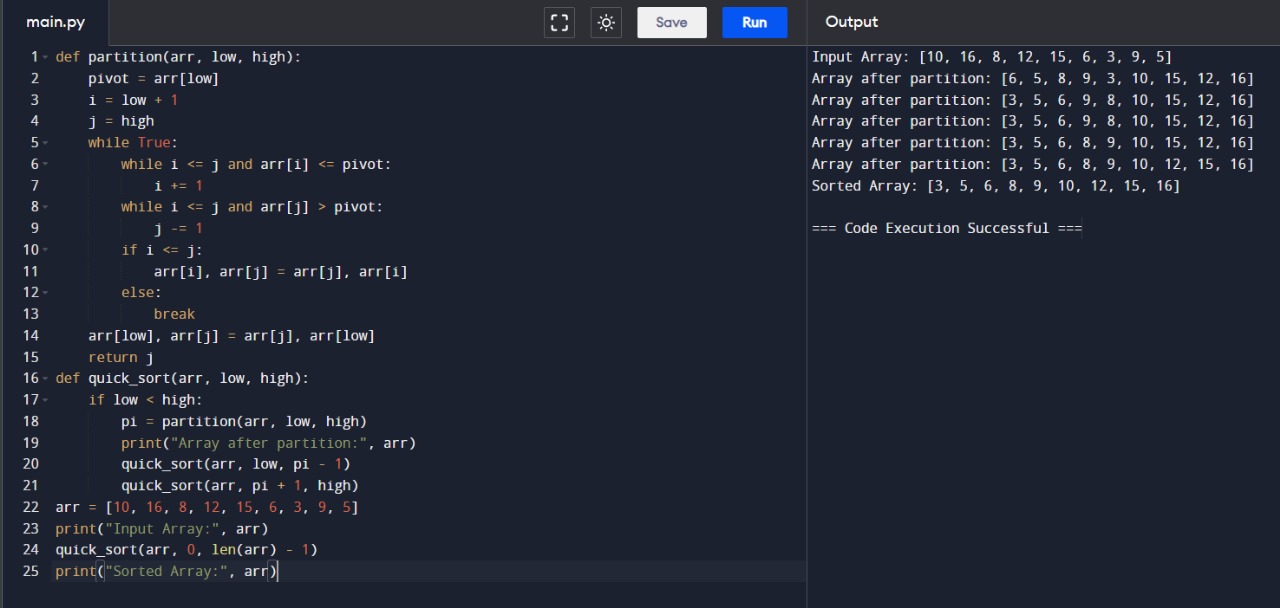 main.py
Save
Run
Output
1 def partition(arr, low, high):
2     pivot = arr[low]
3     i = low + 1
4     j = high
5     while True:
6         while i <= j and arr[i] <= pivot:
7             i += 1
8         while i <= j and arr[j] > pivot:
9             j -= 1
10         if i <= j:
11             arr[i], arr[j] = arr[j], arr[i]
12         else:
13             break
14     arr[low], arr[j] = arr[j], arr[low]
15     return j
16 def quick_sort(arr, low, high):
17     if low < high:
18         pi = partition(arr, low, high)
19         print("Array after partition:", arr)
20         quick_sort(arr, low, pi - 1)
21         quick_sort(arr, pi + 1, high)
22 arr = [10, 16, 8, 12, 15, 6, 3, 9, 5]
23 print("Input Array:", arr)
24 quick_sort(arr, 0, len(arr) - 1)
25 print("Sorted Array:", arr)
Input Array: [10, 16, 8, 12, 15, 6, 3, 9, 5]
Array after partition: [6, 5, 8, 9, 3, 10, 15, 12, 16]
Array after partition: [3, 5, 6, 9, 8, 10, 15, 12, 16]
Array after partition: [3, 5, 6, 9, 8, 10, 15, 12, 16]
Array after partition: [3, 5, 6, 8, 9, 10, 15, 12, 16]
Array after partition: [3, 5, 6, 8, 9, 10, 12, 15, 16]
Sorted Array: [3, 5, 6, 8, 9, 10, 12, 15, 16]
=== Code Execution Successful ===